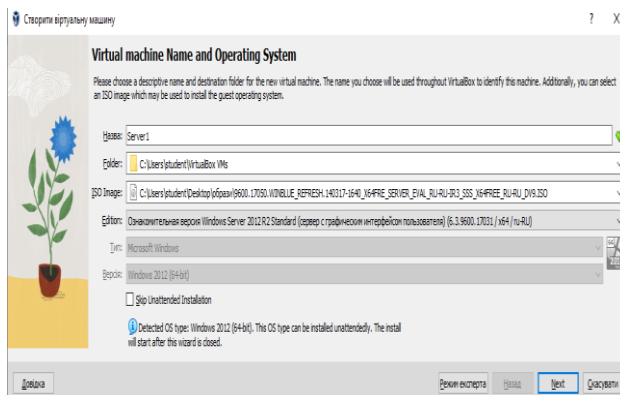 Створити віртуальну машину
? X
Virtual machine Name and Operating System
Please choose a descriptive name and destination folder for the new virtual machine. The name you choose will be used throughout VirtualBox to identify this machine. Additionally, you can select
an ISO image which may be used to install the guest operating system.
Назва: Server1
Folder: C:\Users\student\VirtualBox VMs
ISO Image: C:\Users\student\Desktop\образи\9600.17050.WINBLUE_REFRESH.140317-1640_X64FRE_SERVER_EVAL_RU-RU-IR3_SSS_X64FREE_RU-RU_DV9.ISO
Edition: Ознакомительная версия Windows Server 2012 R2 Standard (сервер с графическим интерфейсом пользователя) (6.3.9600.17031 / x64 / ru-RU)
Тип: Microsoft Windows
Версія: Windows 2012 (64-bit)
Skip Unattended Installation
Detected OS type: Windows 2012 (64-bit). This OS type can be installed unattendedly. The install
will start after this wizard is closed.
Довідка Режим експерта Назад Next Скасувати